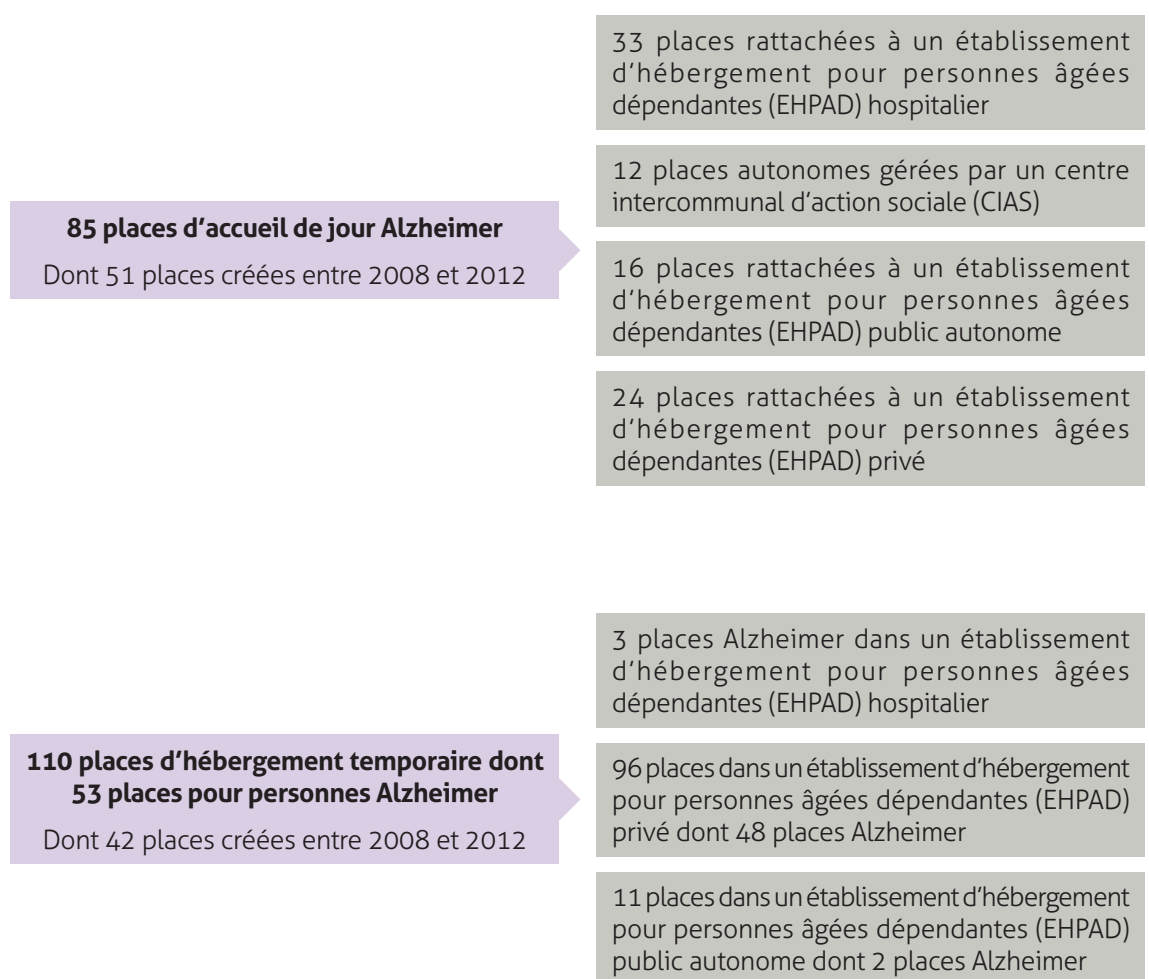 33 places rattachées à un établissement
d'hébergement pour personnes âgées
dépendantes (EHPAD) hospitalier
12 places autonomes gérées par un centre
intercommunal d'action sociale (CIAS)
85 places d'accueil de jour Alzheimer
Dont 51 places créées entre 2008 et 2012
16 places rattachées à un établissement
d'hébergement pour personnes âgées
dépendantes (EHPAD) public autonome
24 places rattachées à un établissement
d'hébergement pour personnes âgées
dépendantes (EHPAD) privé
3 places Alzheimer dans un établissement
d'hébergement pour personnes âgées
dépendantes (EHPAD) hospitalier
110 places d'hébergement temporaire dont
53 places pour personnes Alzheimer
Dont 42 places créées entre 2008 et 2012
96 places dans un établissement d'hébergement
pour personnes âgées dépendantes (EHPAD)
privé dont 48 places Alzheimer
11 places dans un établissement d'hébergement
pour personnes âgées dépendantes (EHPAD)
public autonome dont 2 places Alzheimer